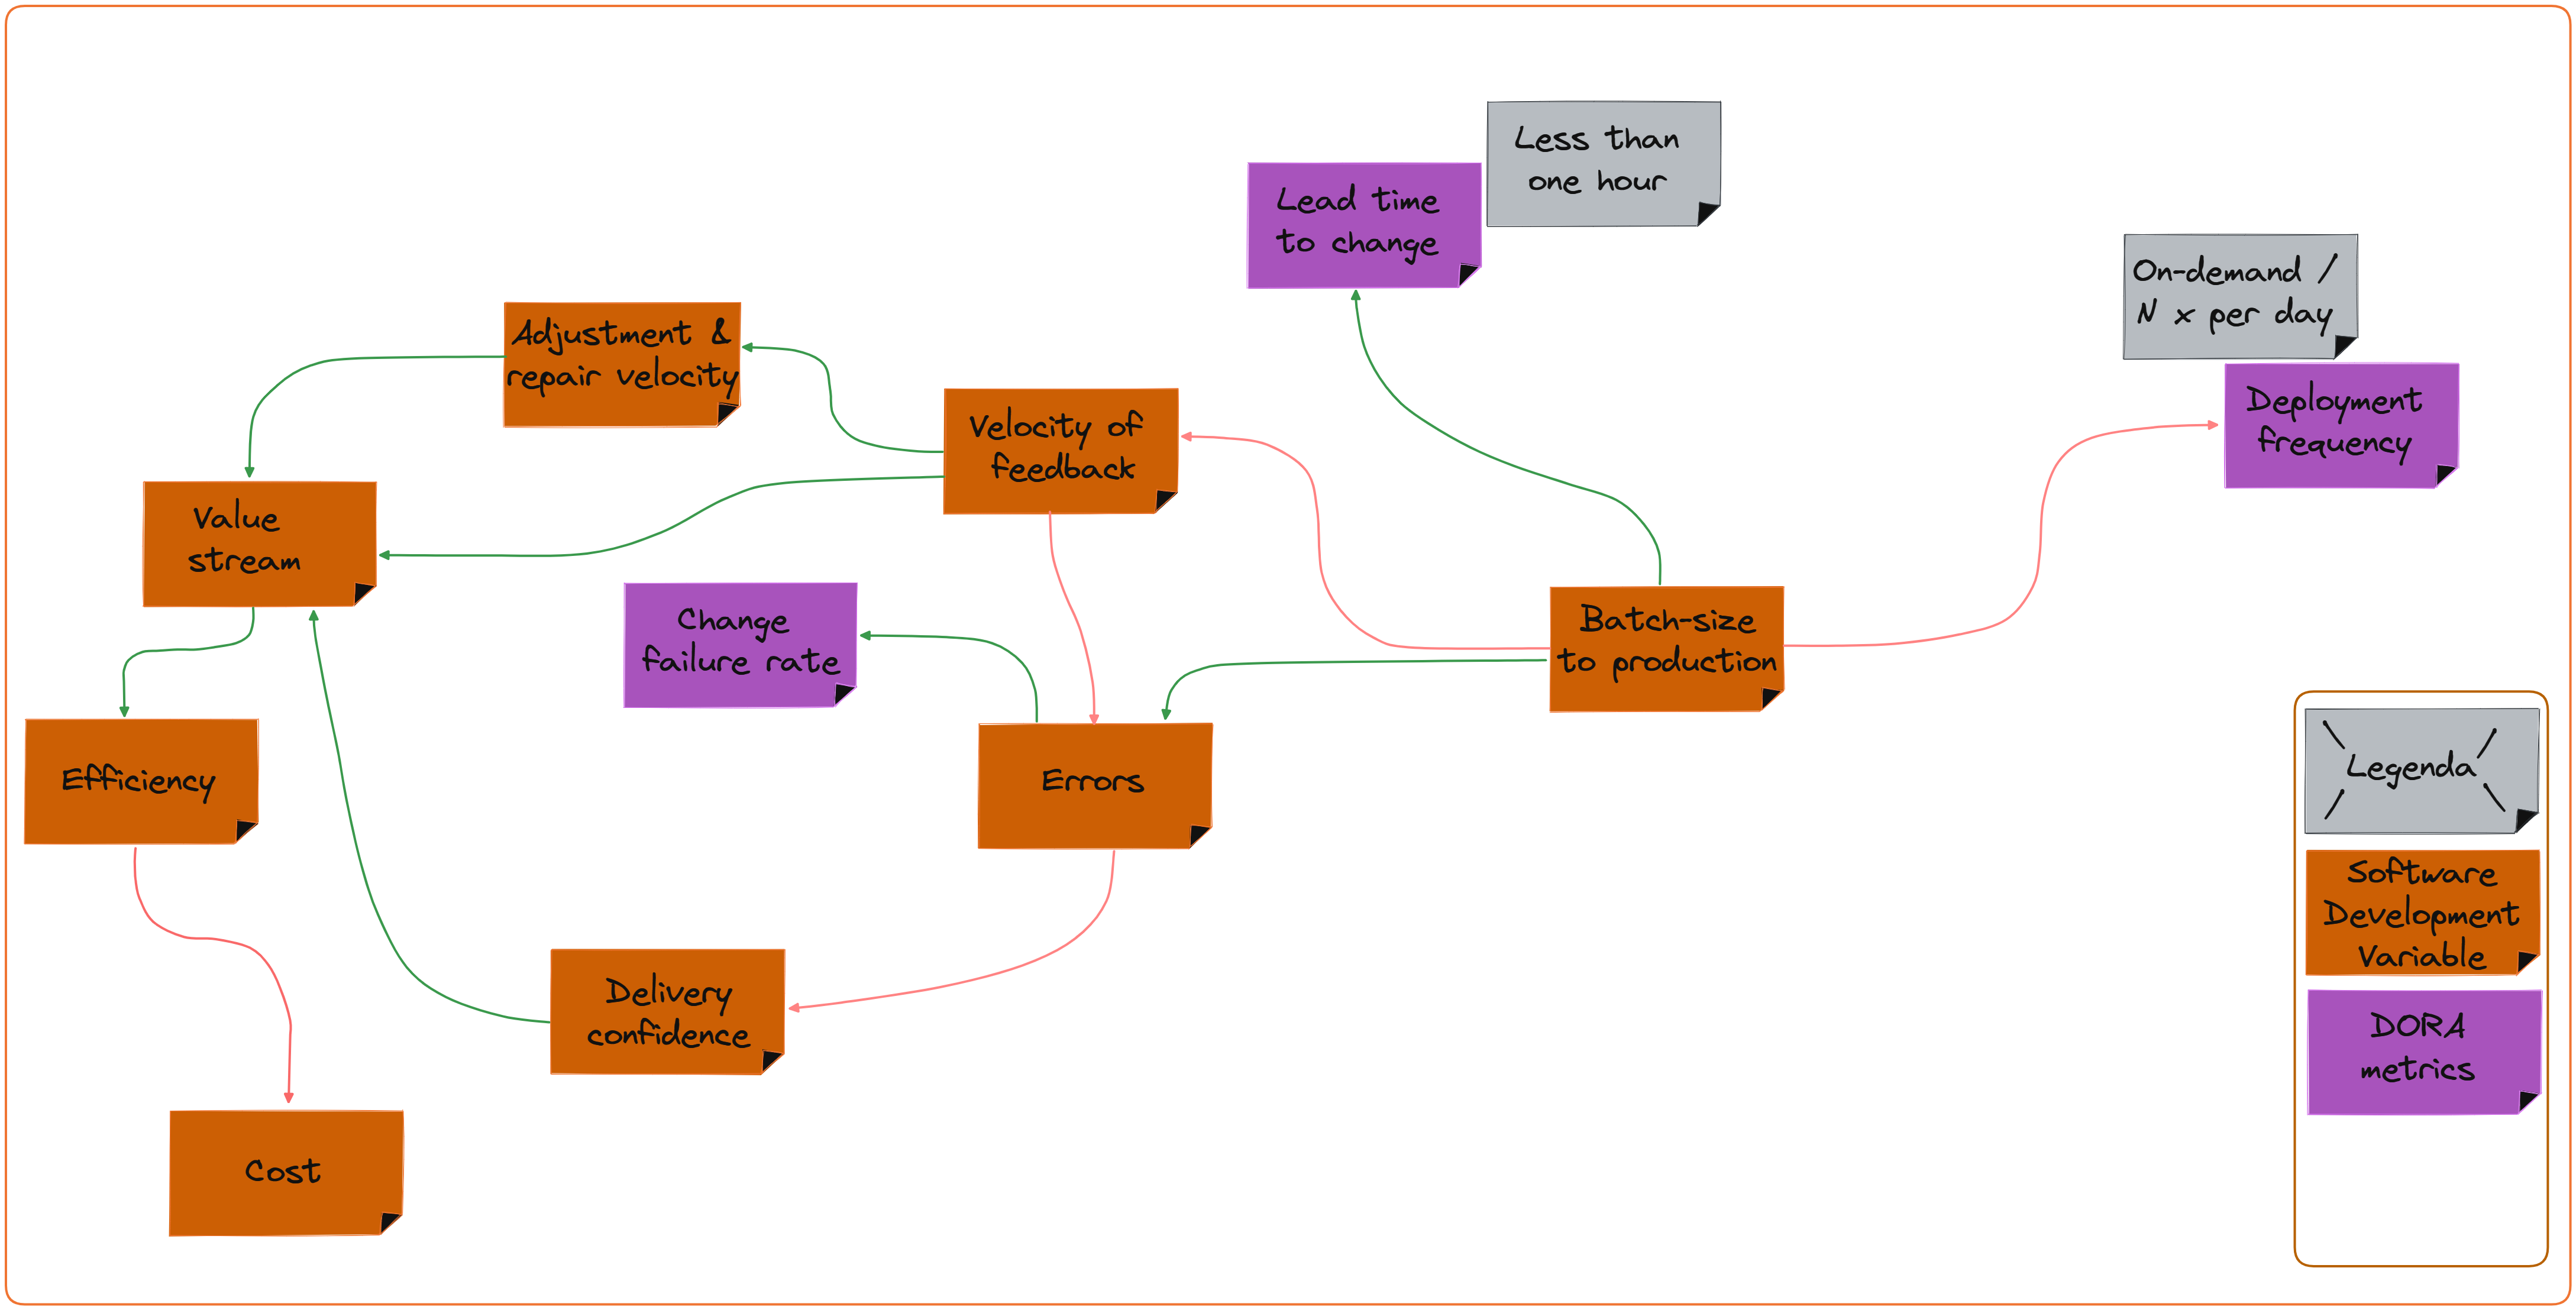 Less than
one hour
Lead time
to change
On-demand /
N x per day
Adjustment &
repair velocity
Deployment
frequency
Velocity of
feedback
Value
stream
Change
failure rate
Batch-size
to production
Efficiency
Errors
Legenda
Software
Development
Variable
Delivery
confidence
DORA
metrics
Cost